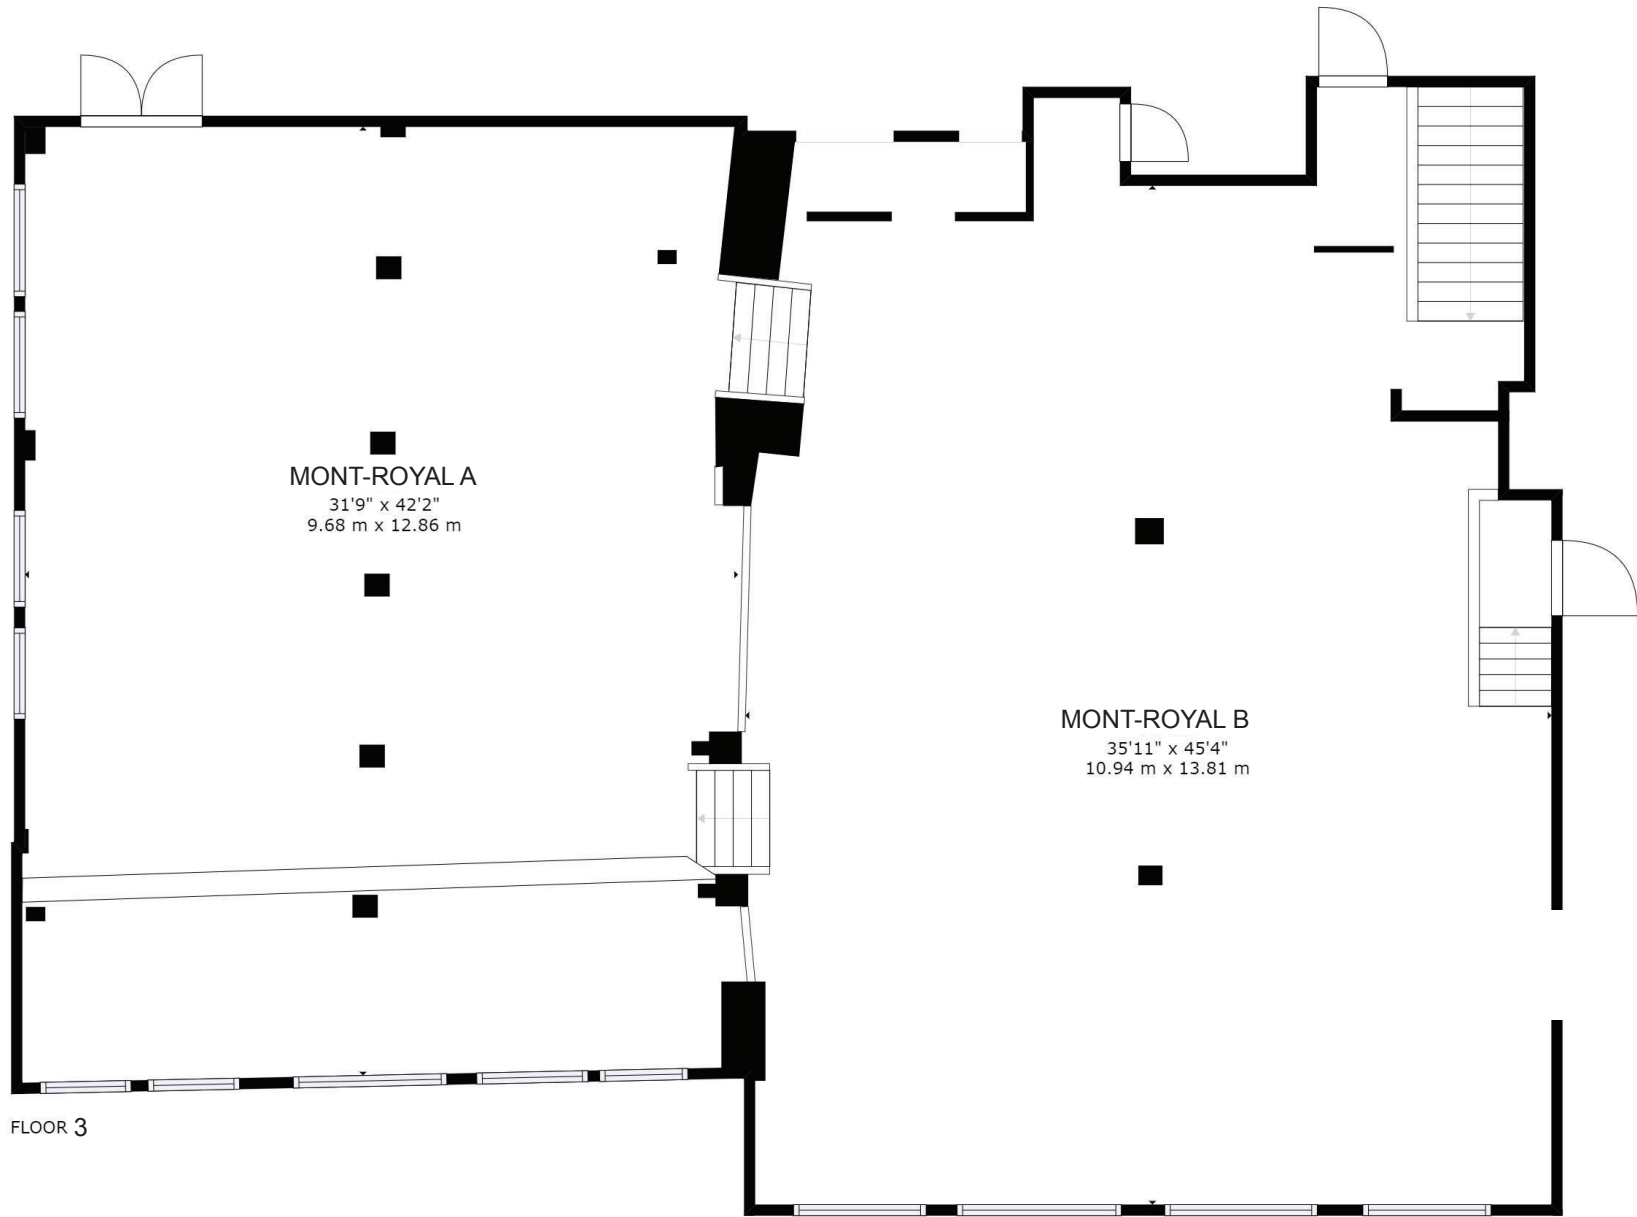 MONT-ROYAL A
31'9" x 42'2"
9.68 m x 12.86 m
MONT-ROYAL B
35'11" x 45'4"
10.94 m x 13.81 m
FLOOR 3